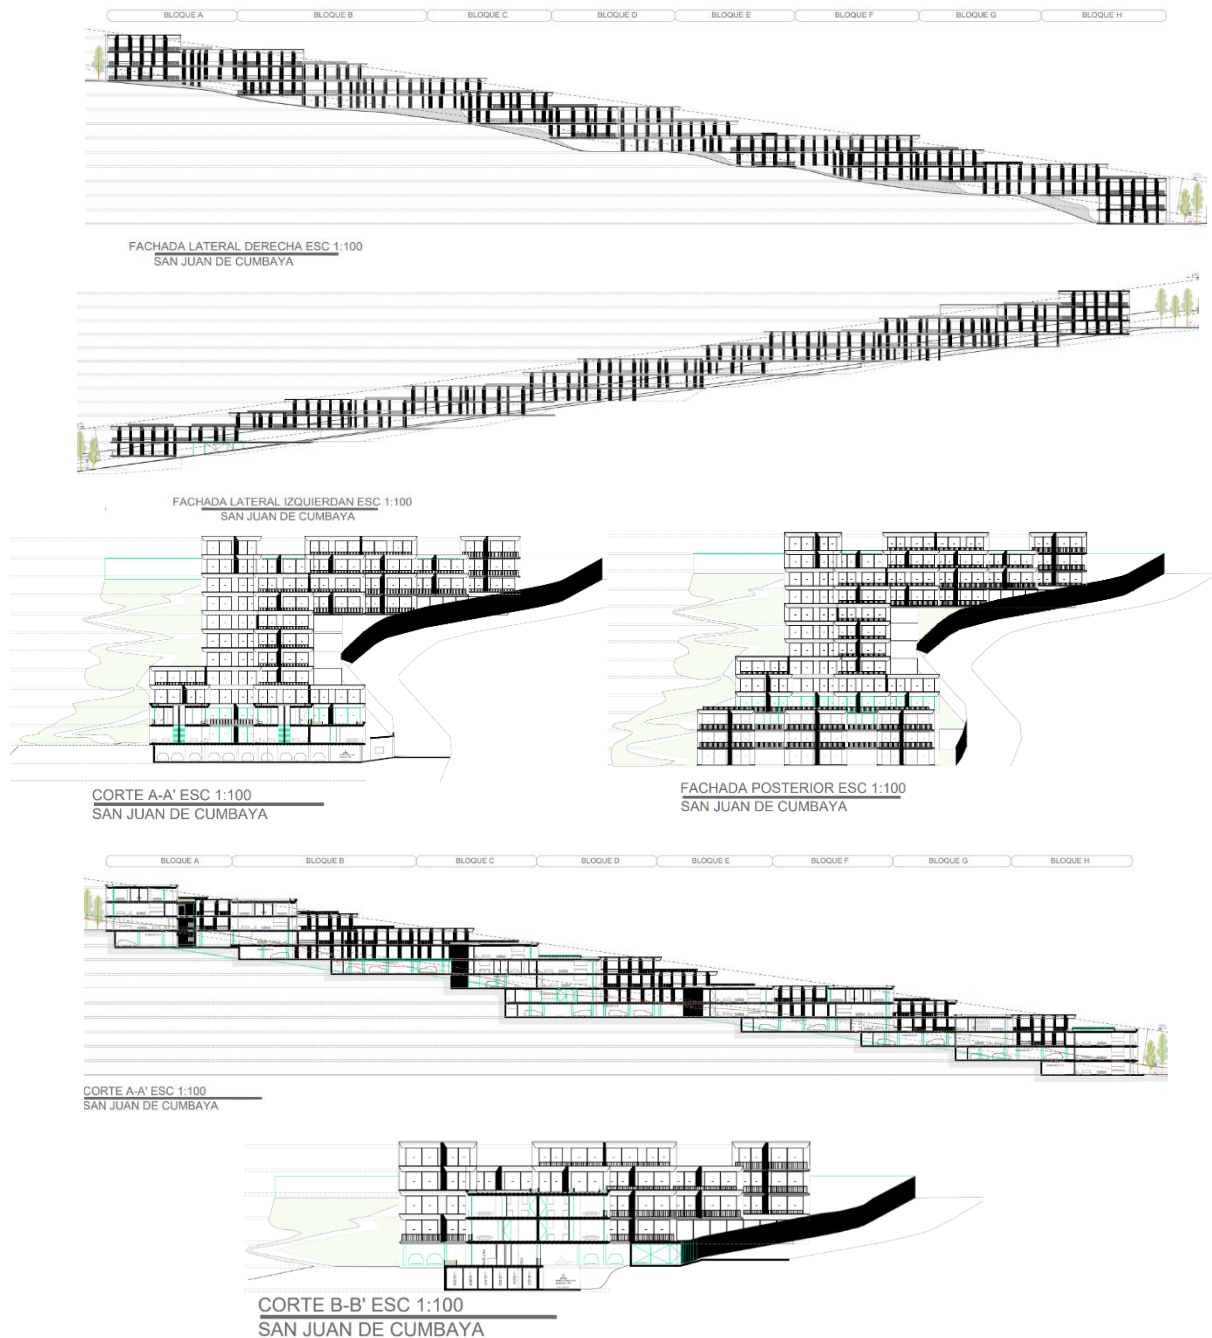 BLOQUE A BLOQUE B BLOQUE C BLOQUE D BLOQUE E BLOQUE F BLOQUE G BLOQUE H
FACHADA LATERAL DERECHA ESC 1:100
SAN JUAN DE CUMBAYA
FACHADA LATERAL IZQUIERDAN ESC 1:100
SAN JUAN DE CUMBAYA
CORTE A-A' ESC 1:100
SAN JUAN DE CUMBAYA
FACHADA POSTERIOR ESC 1:100
SAN JUAN DE CUMBAYA
BLOQUE A BLOQUE B BLOQUE C BLOQUE D BLOQUE E BLOQUE F BLOQUE G BLOQUE H
CORTE A-A' ESC 1:100
SAN JUAN DE CUMBAYA
CORTE B-B' ESC 1:100
SAN JUAN DE CUMBAYA